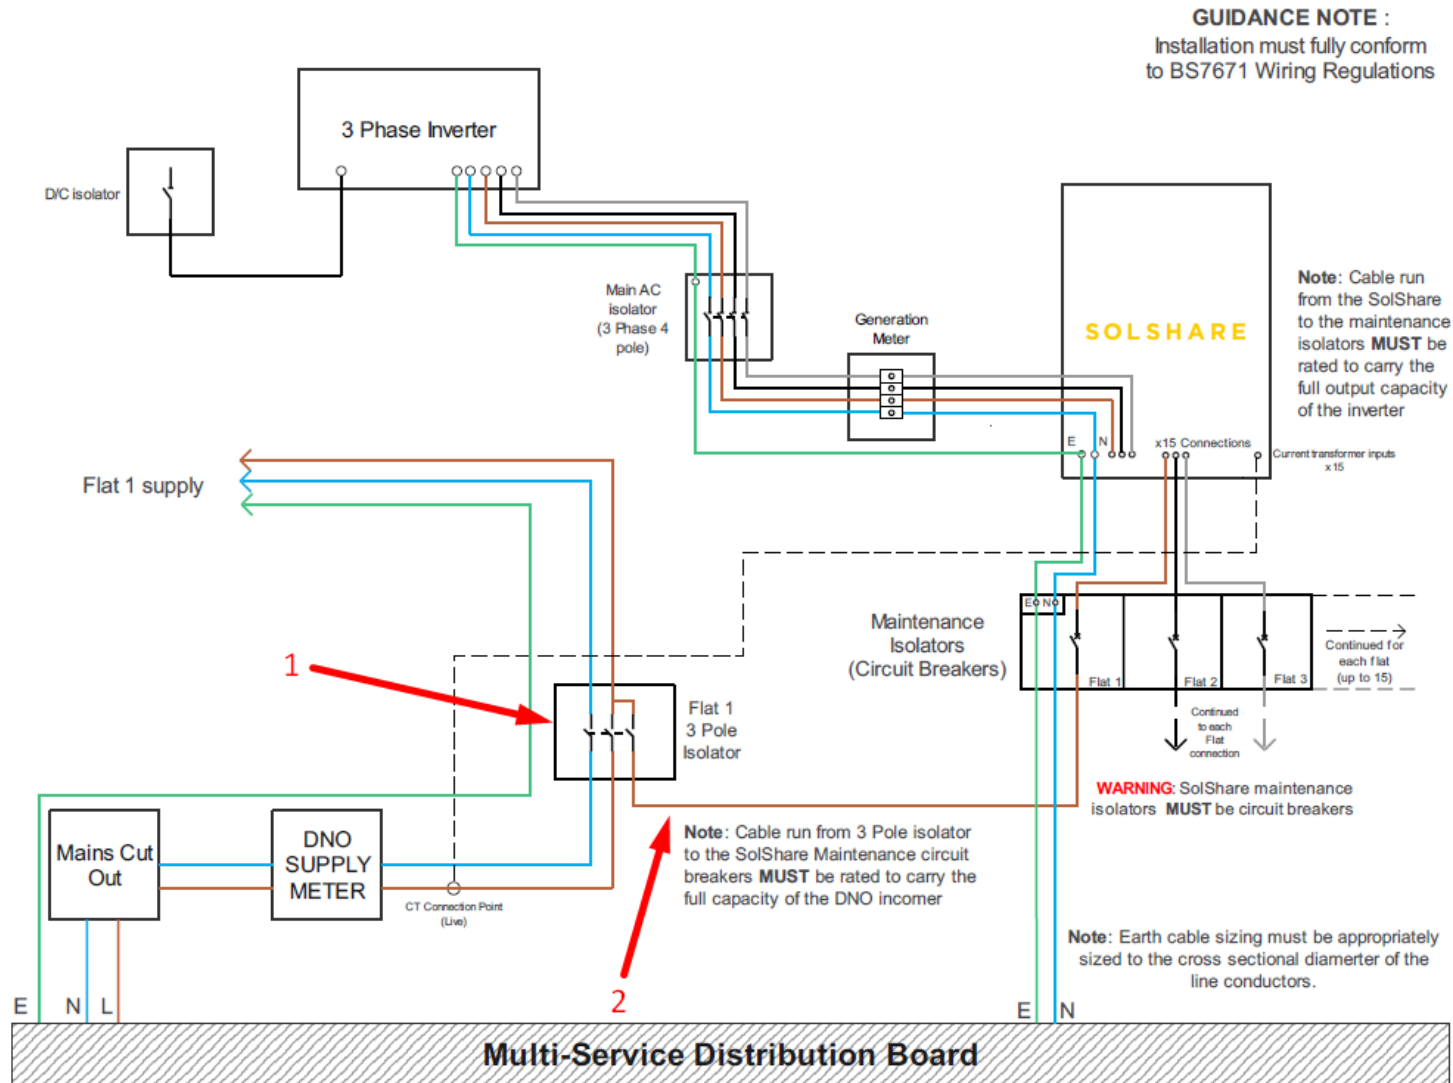 GUIDANCE NOTE :
Installation must fully conform
to BS7671 Wiring Regulations
3 Phase Inverter
D/C isolator
Main AC
isolator
(3 Phase 4
pole)
Generation
Meter
SOLSHARE
Note: Cable run
from the SolShare
to the maintenance
isolators MUST be
rated to carry the
full output capacity
of the inverter
E N
x15 Connections
Current transformer inputs
x 15
Flat 1 supply
Maintenance
Isolators
(Circuit Breakers)
E N
Flat 1
Flat 2
Flat 3
Continued for
each flat
(up to 15)
Continued
to each
Flat
connection
1
Flat 1
3 Pole
Isolator
WARNING: SolShare maintenance
isolators MUST be circuit breakers
Mains Cut
Out
DNO
SUPPLY
METER
CT Connection Point
(Live)
Note: Cable run from 3 Pole isolator
to the SolShare Maintenance circuit
breakers MUST be rated to carry the
full capacity of the DNO incomer
2
Note: Earth cable sizing must be appropriately
sized to the cross sectional diamerter of the
line conductors.
E N L
E N
Multi-Service Distribution Board